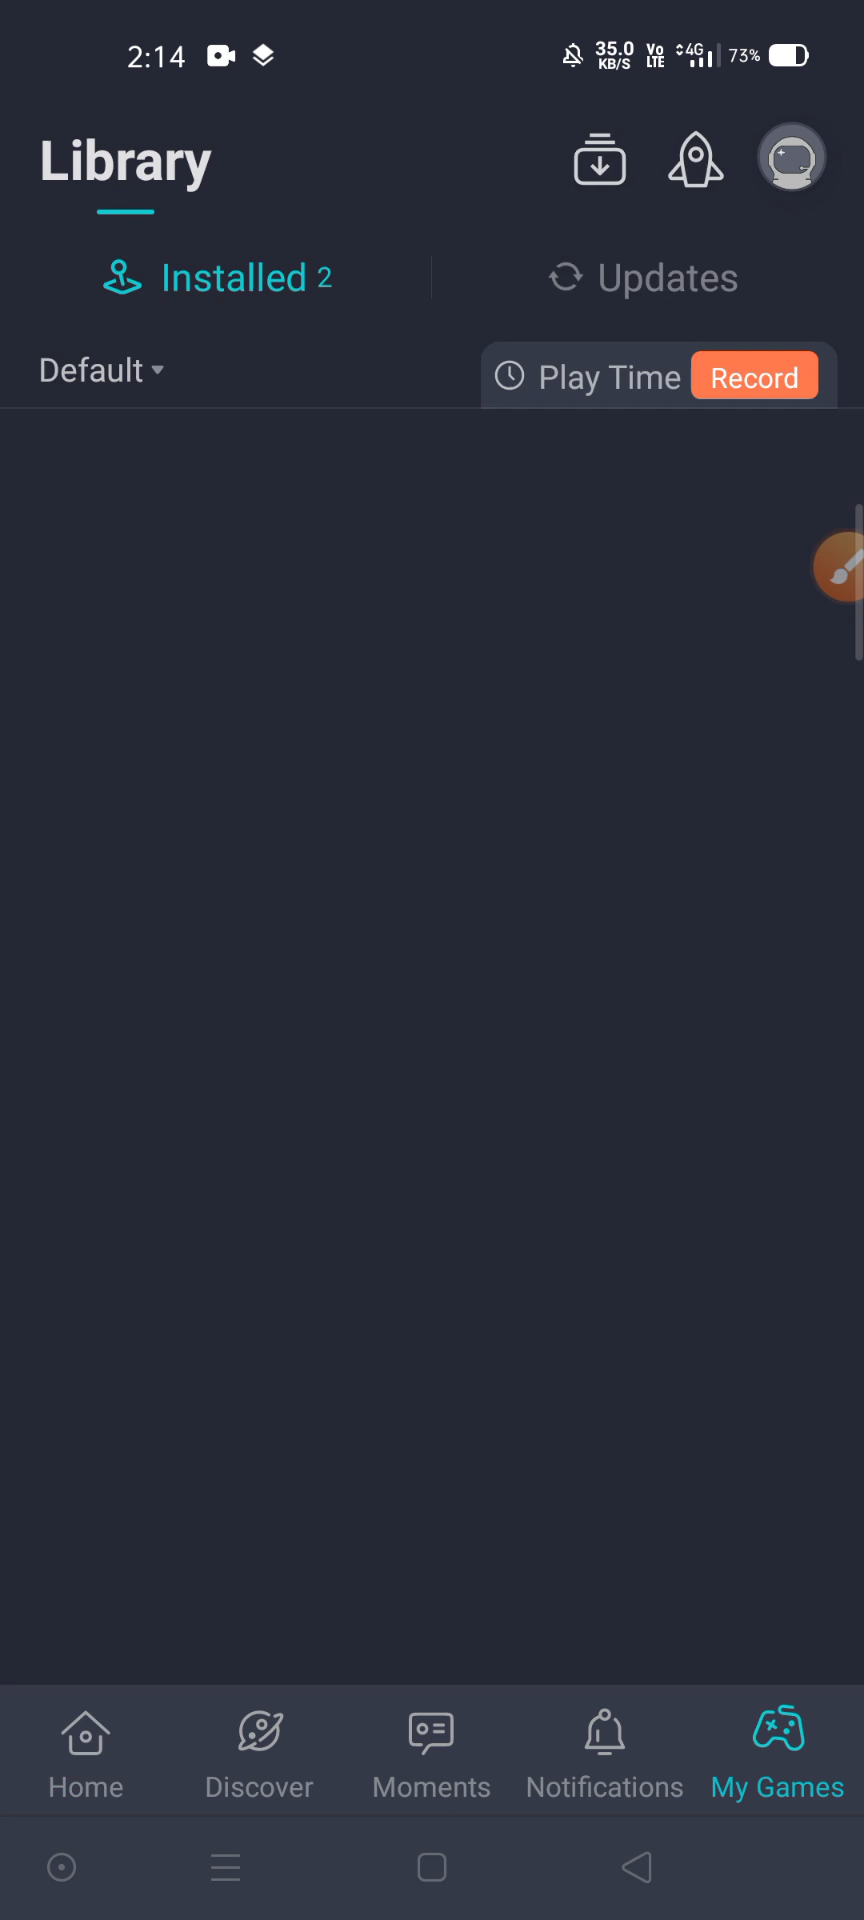 2:14 35.0 KB/S Vo LTE 4G 73%
Library
Installed 2 Updates
Default Play Time Record
Home Discover Moments Notifications My Games